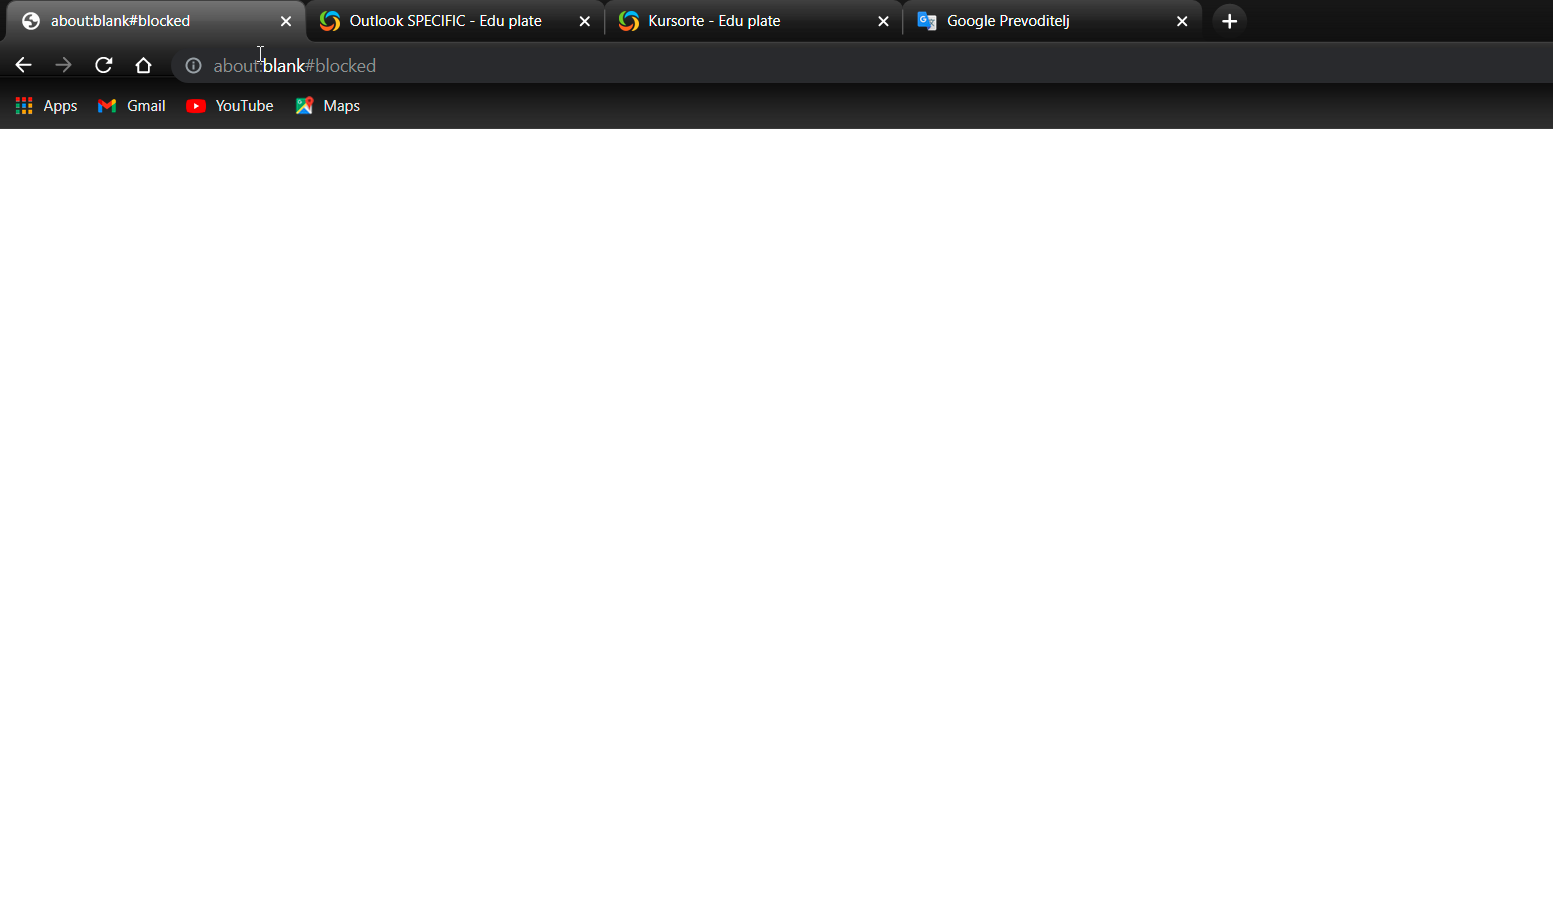 about:blank#blocked
Outlook SPECIFIC - Edu plate
Kursorte - Edu plate
Google Prevoditelj
about:blank#blocked
Apps
Gmail
YouTube
Maps